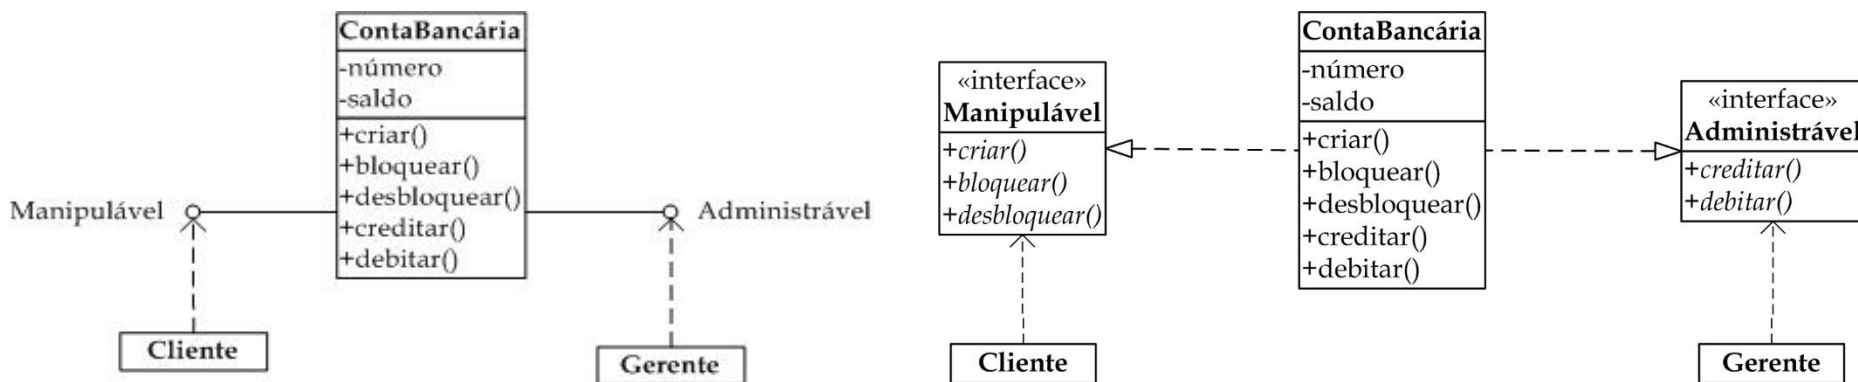 ContaBancária
-número
-saldo
+criar()
+bloquear()
+desbloquear()
+creditar()
+debitar()
Manipulável
Administrável
Cliente
Gerente
«interface»
Manipulável
+criar()
+bloquear()
+desbloquear()
ContaBancária
-número
-saldo
+criar()
+bloquear()
+desbloquear()
+creditar()
+debitar()
«interface»
Administrável
+creditar()
+debitar()
Cliente
Gerente